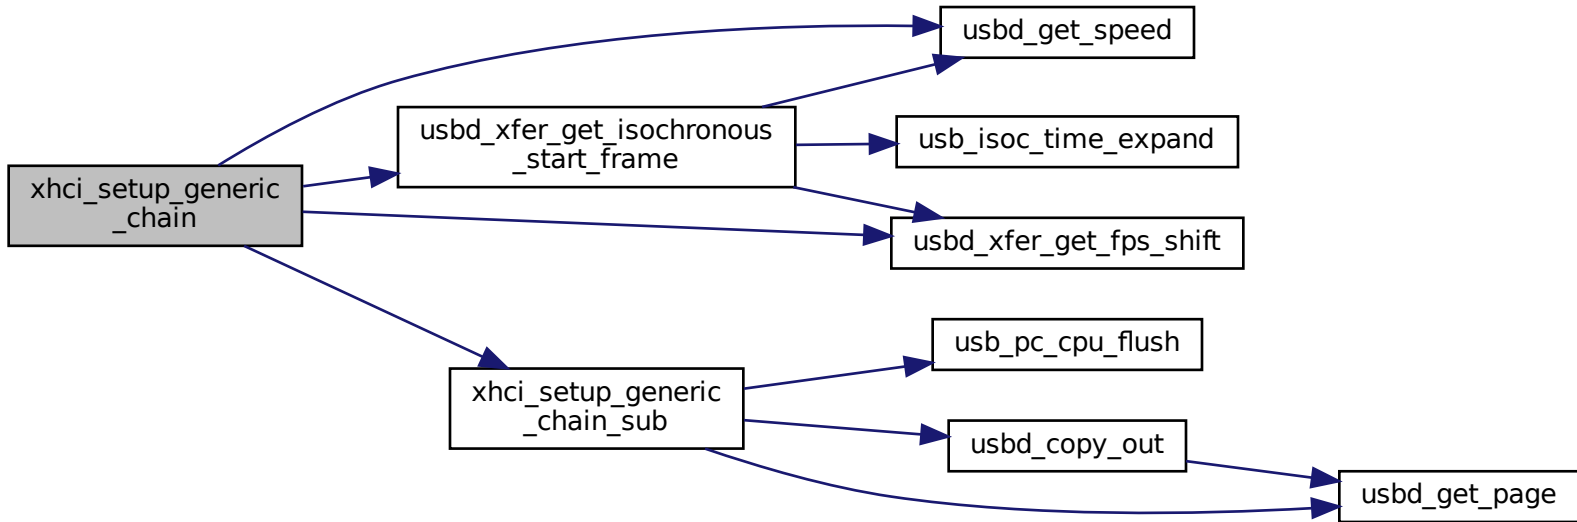 usbd_get_speed
usbd_xfer_get_isochronous
_start_frame
usb_isoc_time_expand
xhci_setup_generic
_chain
usbd_xfer_get_fps_shift
usb_pc_cpu_flush
xhci_setup_generic
_chain_sub
usbd_copy_out
usbd_get_page